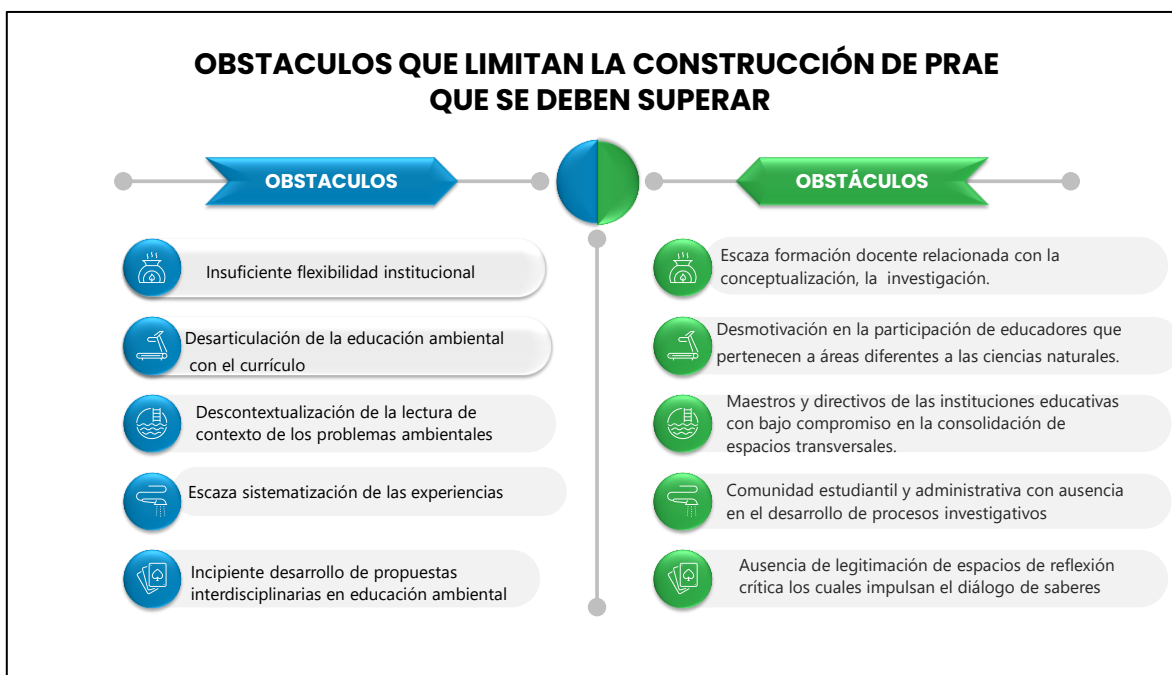 OBSTACULOS QUE LIMITAN LA CONSTRUCCIÓN DE PRAE
QUE SE DEBEN SUPERAR
OBSTACULOS
Insuficiente flexibilidad institucional
Desarticulación de la educación ambiental
con el currículo
Descontextualización de la lectura de
contexto de los problemas ambientales
Escaza sistematización de las experiencias
Incipiente desarrollo de propuestas
interdisciplinarias en educación ambiental
OBSTÁCULOS
Escaza formación docente relacionada con la
conceptualización, la investigación.
Desmotivación en la participación de educadores que
pertenecen a áreas diferentes a las ciencias naturales.
Maestros y directivos de las instituciones educativas
con bajo compromiso en la consolidación de
espacios transversales.
Comunidad estudiantil y administrativa con ausencia
en el desarrollo de procesos investigativos
Ausencia de legitimación de espacios de reflexión
crítica los cuales impulsan el diálogo de saberes